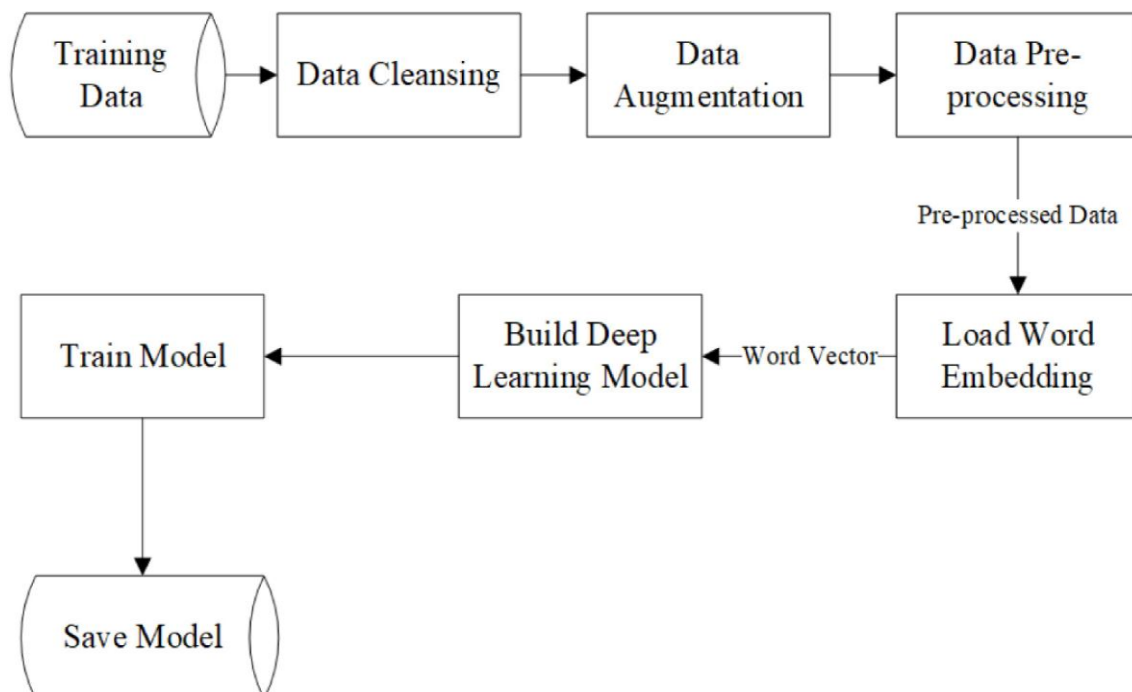 Training
Data
Data Cleansing
Data
Augmentation
Data Pre-
processing
Pre-processed Data
Load Word
Embedding
Word Vector
Build Deep
Learning Model
Train Model
Save Model